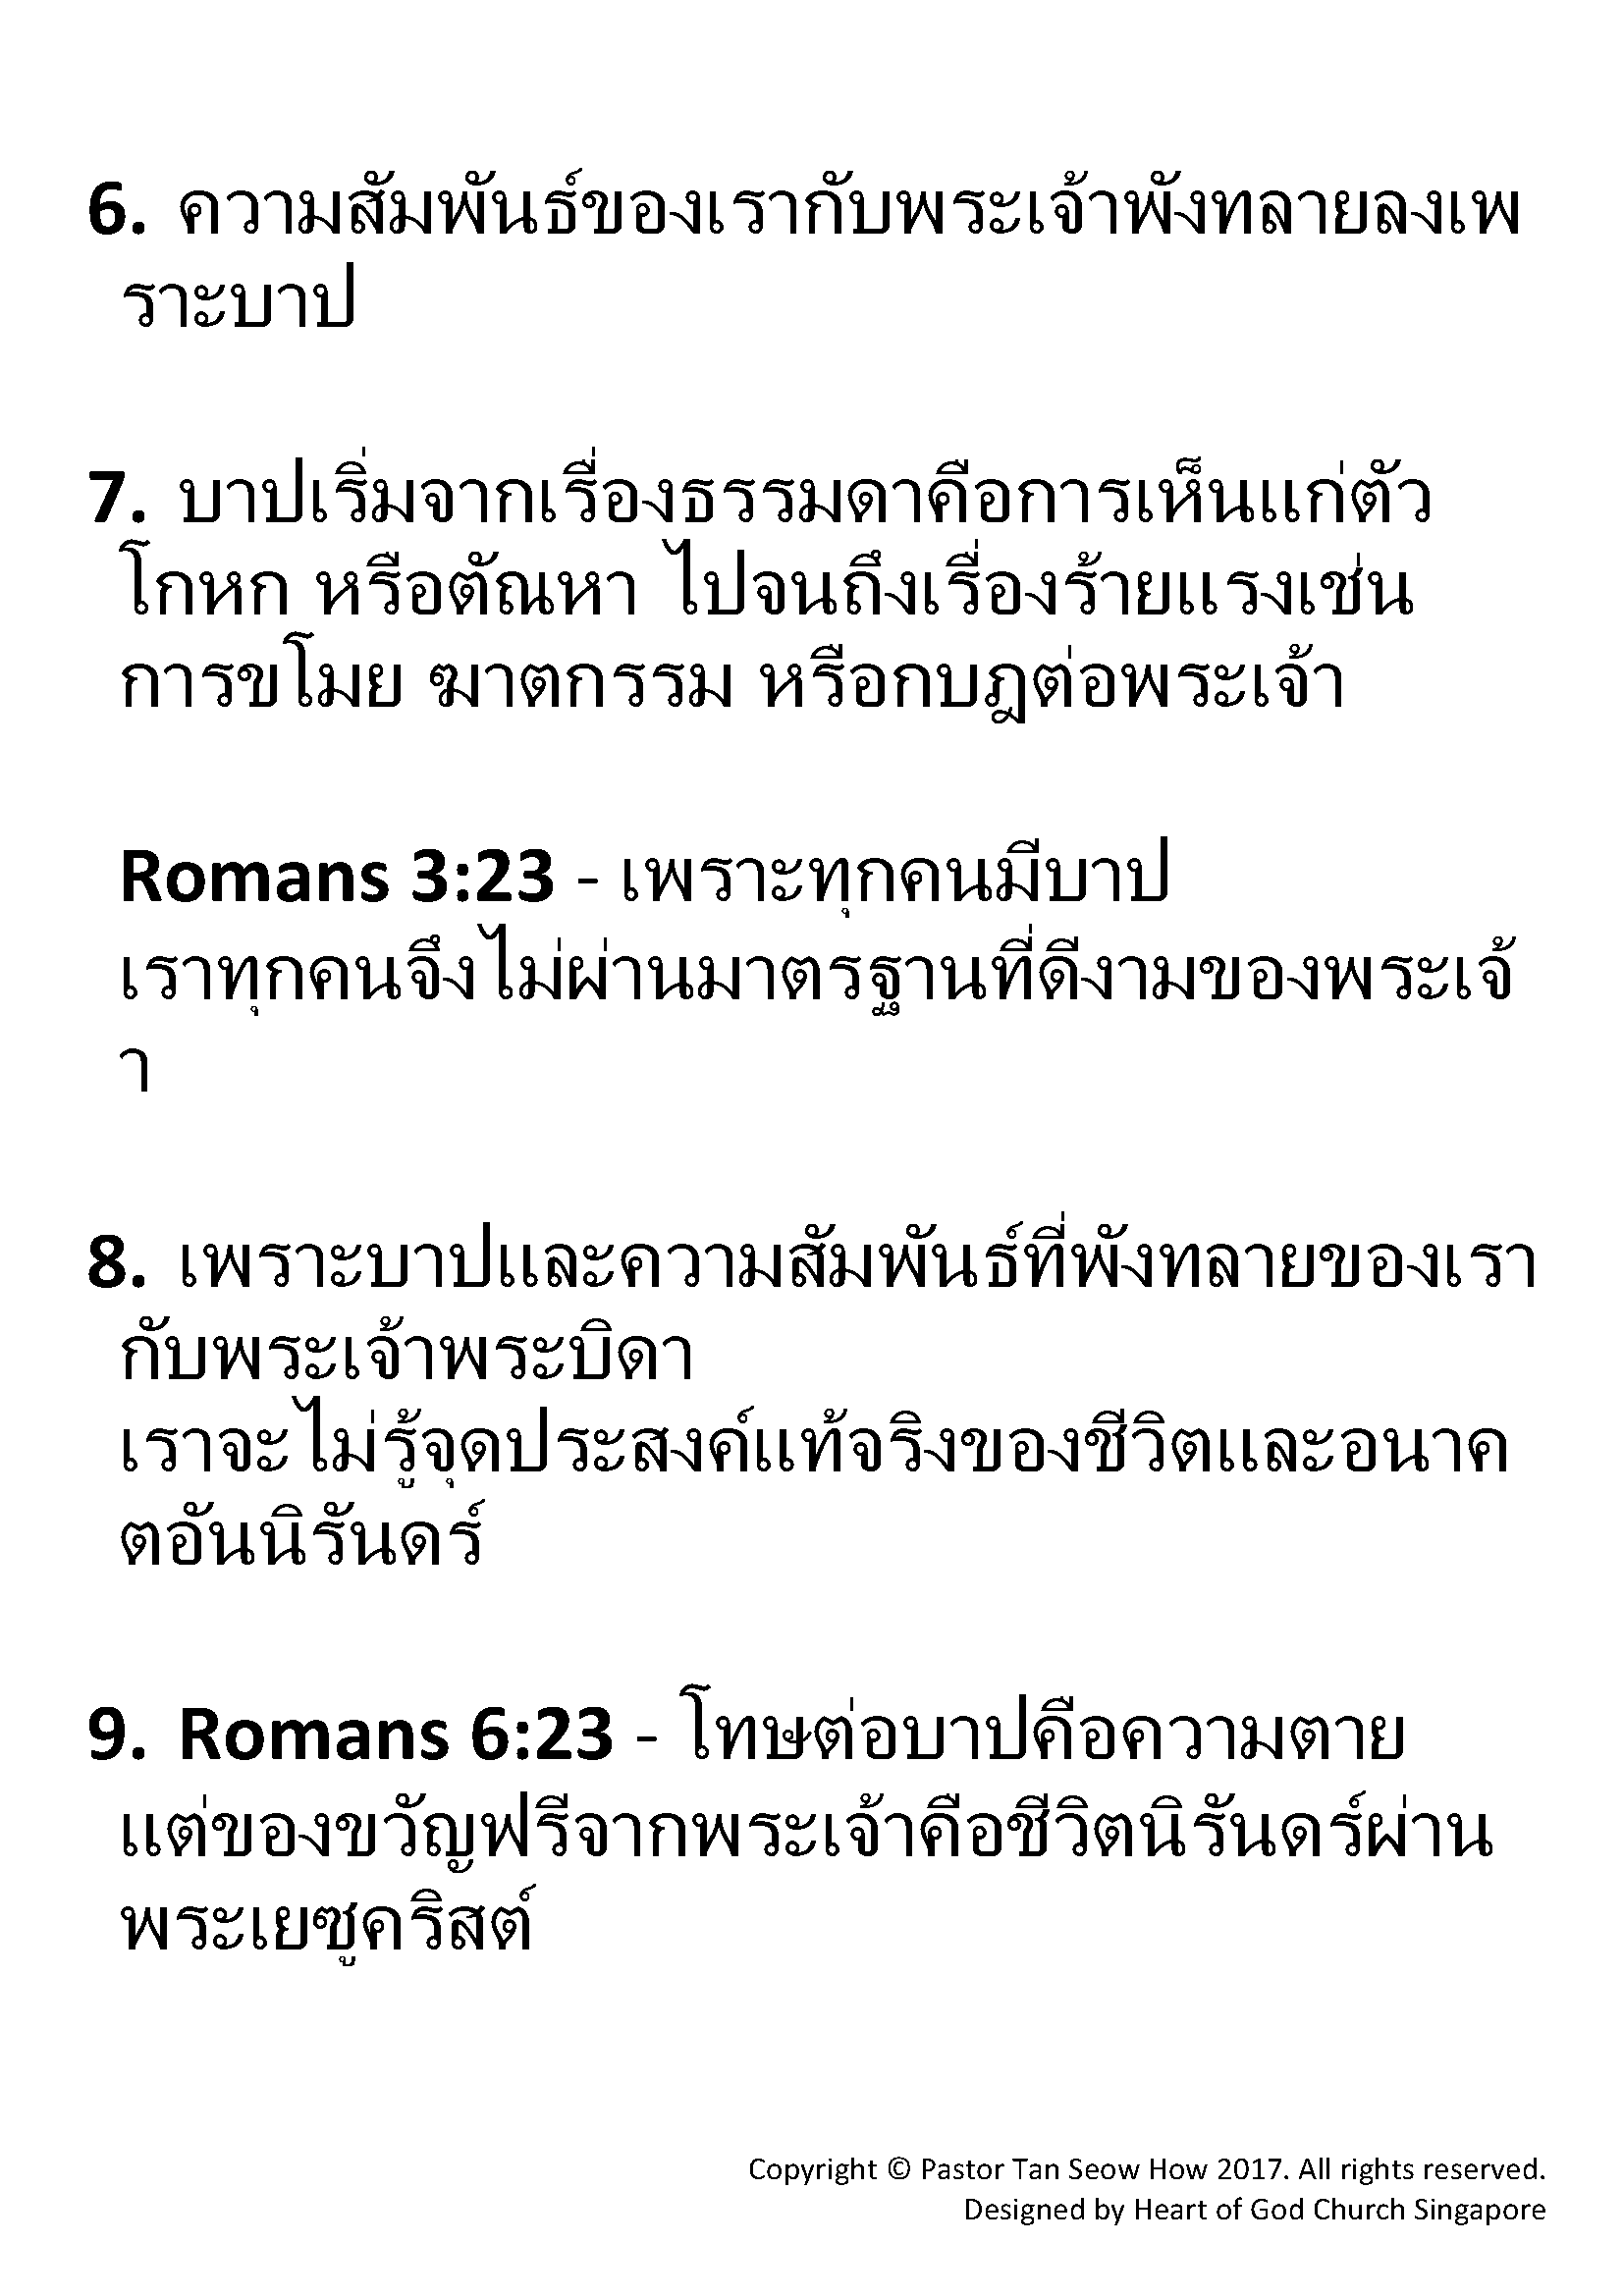 6. ความสัมพันธ์ของเรากับพระเจ้าพังทลายลงเพ
ราะบาป
7. บาปเริ่มจากเรื่องธรรมดาคือการเห็นแก่ตัว
โกหก หรือตัณหา ไปจนถึงเรื่องร้ายแรงเช่น
การขโมย ฆาตกรรม หรือกบฎต่อพระเจ้า
Romans 3:23 - เพราะทุกคนมีบาป
เราทุกคนจึงไม่ผ่านมาตรฐานที่ดีงามของพระเจ้
า
8. เพราะบาปและความสัมพันธ์ที่พังทลายของเรา
กับพระเจ้าพระบิดา
เราจะไม่รู้จุดประสงค์แท้จริงของชีวิตและอนาค
ตอันนิรันดร์
9. Romans 6:23 - โทษต่อบาปคือความตาย
แต่ของขวัญฟรีจากพระเจ้าคือชีวิตนิรันดร์ผ่าน
พระเยซูคริสต์
Copyright © Pastor Tan Seow How 2017. All rights reserved.
Designed by Heart of God Church Singapore